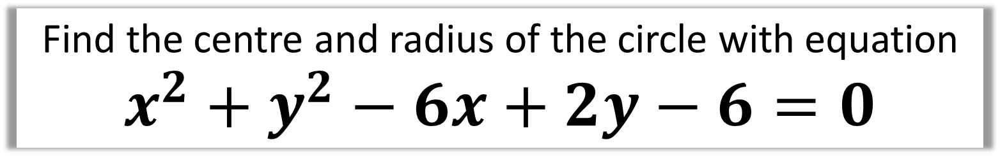 Find the centre and radius of the circle with equation
x² + y² − 6x + 2y − 6 = 0